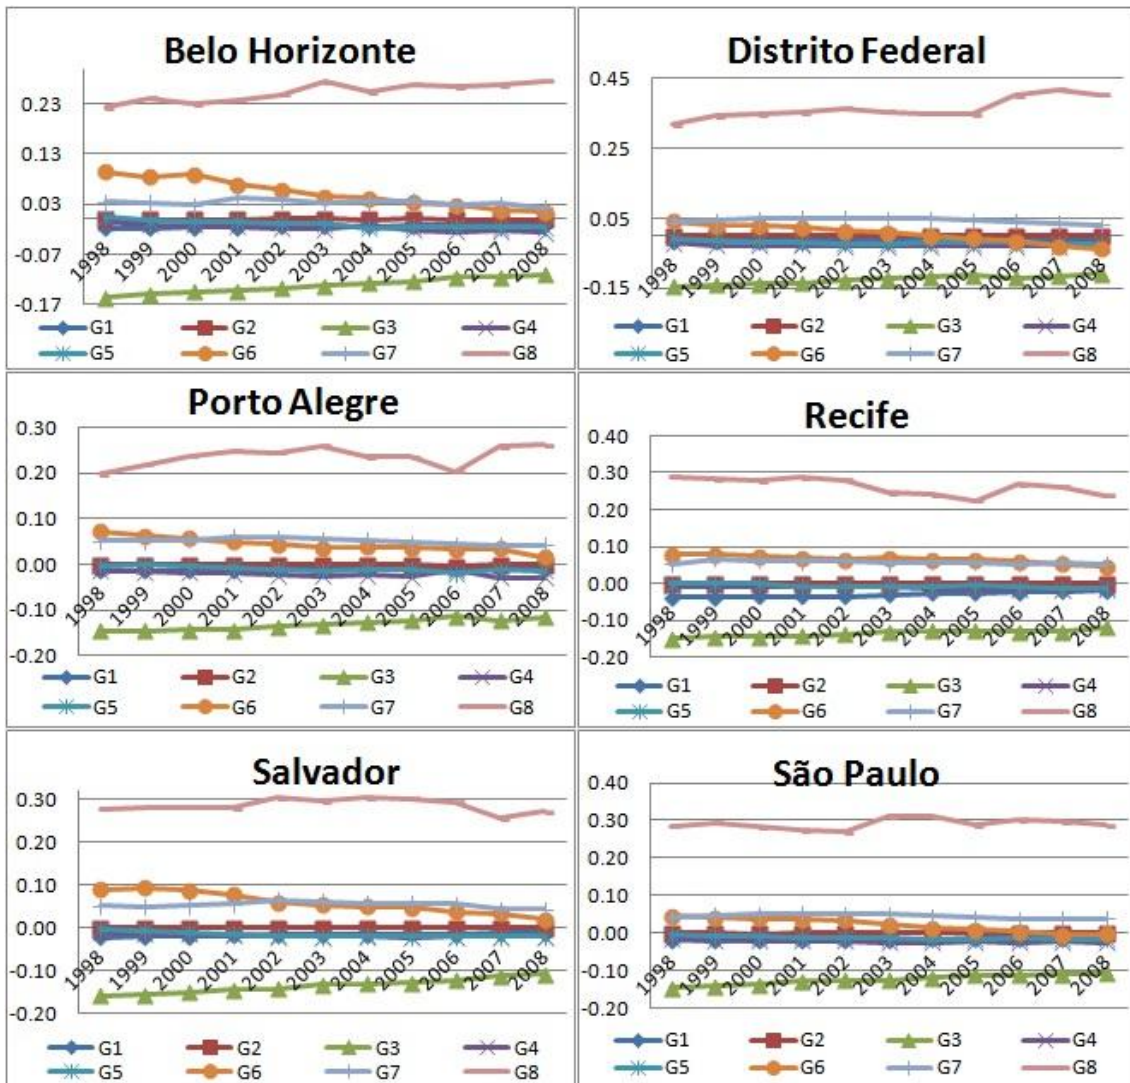 Belo Horizonte
0.23
0.13
0.03
-0.07
-0.17
1998 1999 2000 2001 2002 2003 2004 2005 2006 2007 2008
G1 G2 G3 G4
G5 G6 G7 G8
Distrito Federal
0.45
0.25
0.05
-0.15
1998 1999 2000 2001 2002 2003 2004 2005 2006 2007 2008
G1 G2 G3 G4
G5 G6 G7 G8
Porto Alegre
0.30
0.20
0.10
0.00
-0.10
-0.20
1998 1999 2000 2001 2002 2003 2004 2005 2006 2007 2008
G1 G2 G3 G4
G5 G6 G7 G8
Recife
0.40
0.30
0.20
0.10
0.00
-0.10
-0.20
1998 1999 2000 2001 2002 2003 2004 2005 2006 2007 2008
G1 G2 G3 G4
G5 G6 G7 G8
Salvador
0.30
0.20
0.10
0.00
-0.10
-0.20
1998 1999 2000 2001 2002 2003 2004 2005 2006 2007 2008
G1 G2 G3 G4
G5 G6 G7 G8
São Paulo
0.40
0.30
0.20
0.10
0.00
-0.10
-0.20
1998 1999 2000 2001 2002 2003 2004 2005 2006 2007 2008
G1 G2 G3 G4
G5 G6 G7 G8